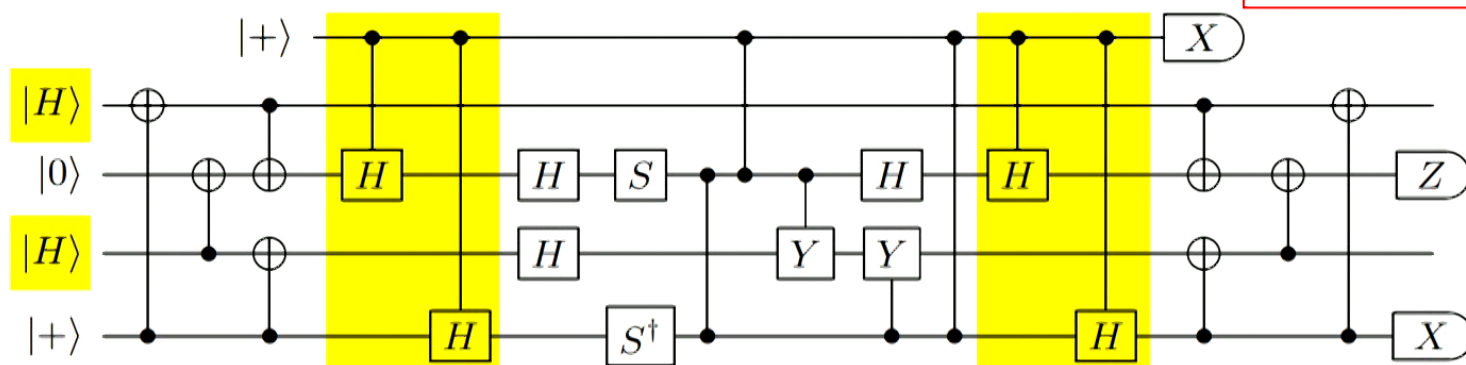 |+⟩ X
|H⟩
|0⟩ H H S H H Z
|H⟩ H Y Y
|+⟩ H S† H X